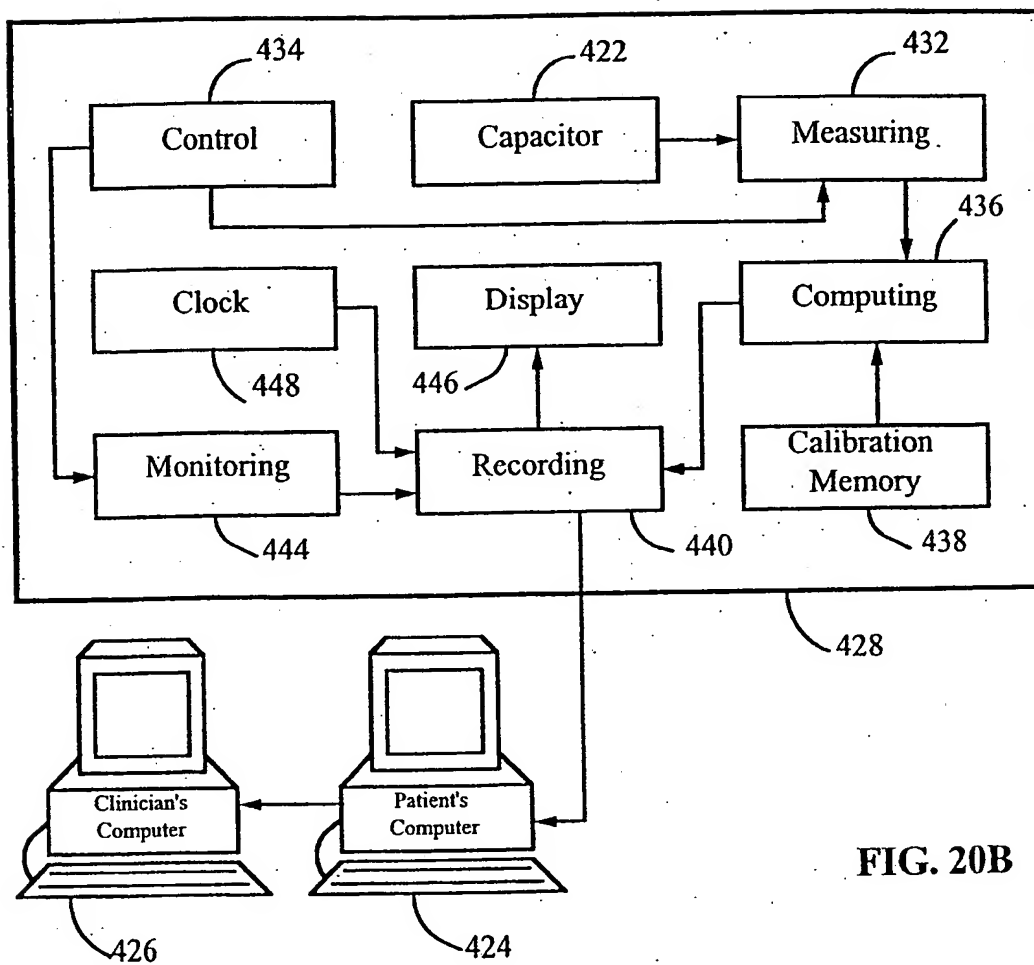 434
422
432
Control
Capacitor
Measuring
436
Clock
Display
Computing
448
446
Monitoring
Recording
Calibration
Memory
444
440
438
428
Clinician's
Computer
Patient's
Computer
FIG. 20B
426
424